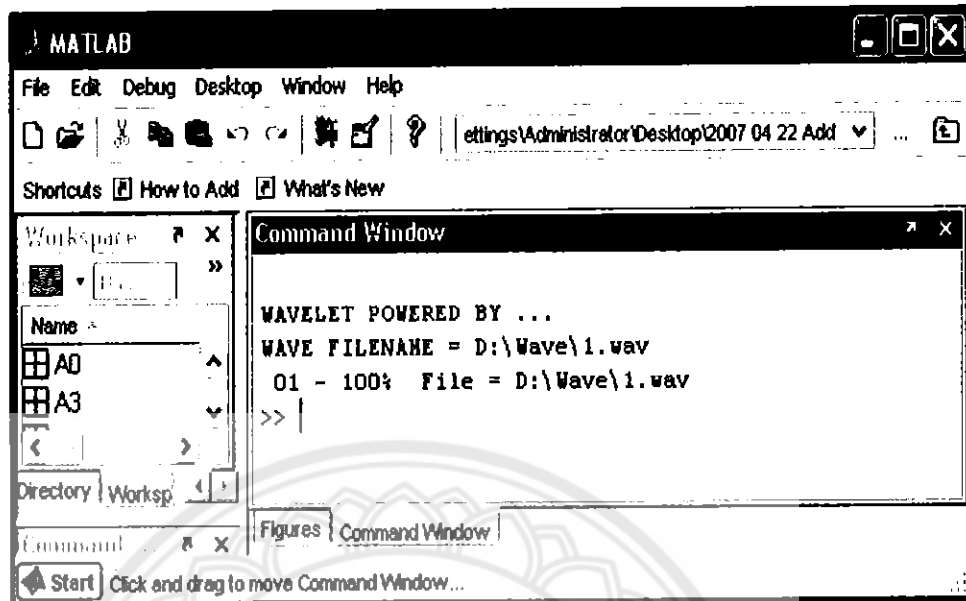 MATLAB
File Edit Debug Desktop Window Help
ettings\Administrator\Desktop\2007 04 22 Add ...
Shortcuts How to Add What's New
Workspace
Command Window
Name
A0
A3
WAVELET POWERED BY ...
WAVE FILENAME = D:\Wave\1.wav
01 - 100% File = D:\Wave\1.wav
>>
Directory Worksp
Figures Command Window
Command ...
Start Click and drag to move Command Window...